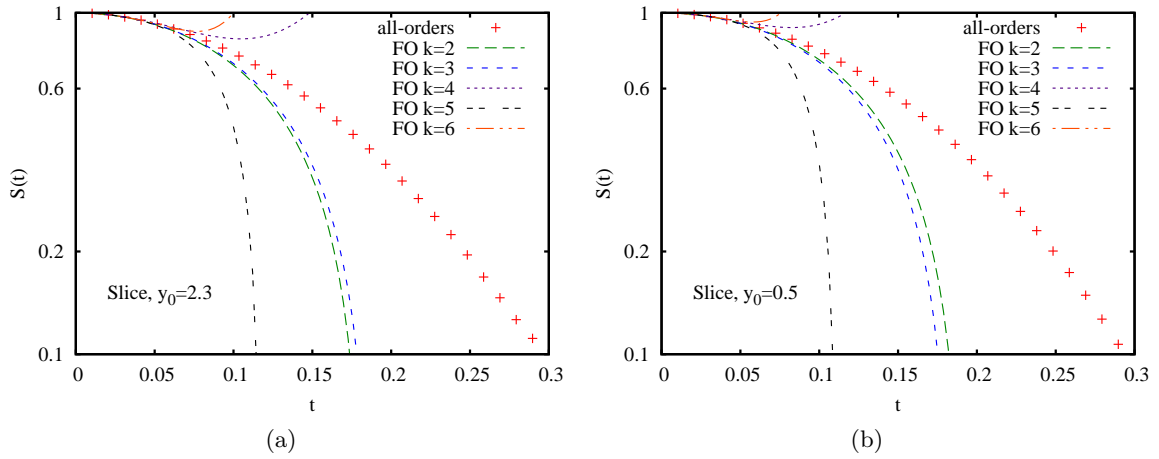 1
0.6
0.2
0.1
S(t)
0
0.05
0.1
0.15
0.2
0.25
0.3
t
all-orders
FO k=2
FO k=3
FO k=4
FO k=5
FO k=6
Slice, y0=2.3
(a)
1
0.6
0.2
0.1
S(t)
0
0.05
0.1
0.15
0.2
0.25
0.3
t
all-orders
FO k=2
FO k=3
FO k=4
FO k=5
FO k=6
Slice, y0=0.5
(b)